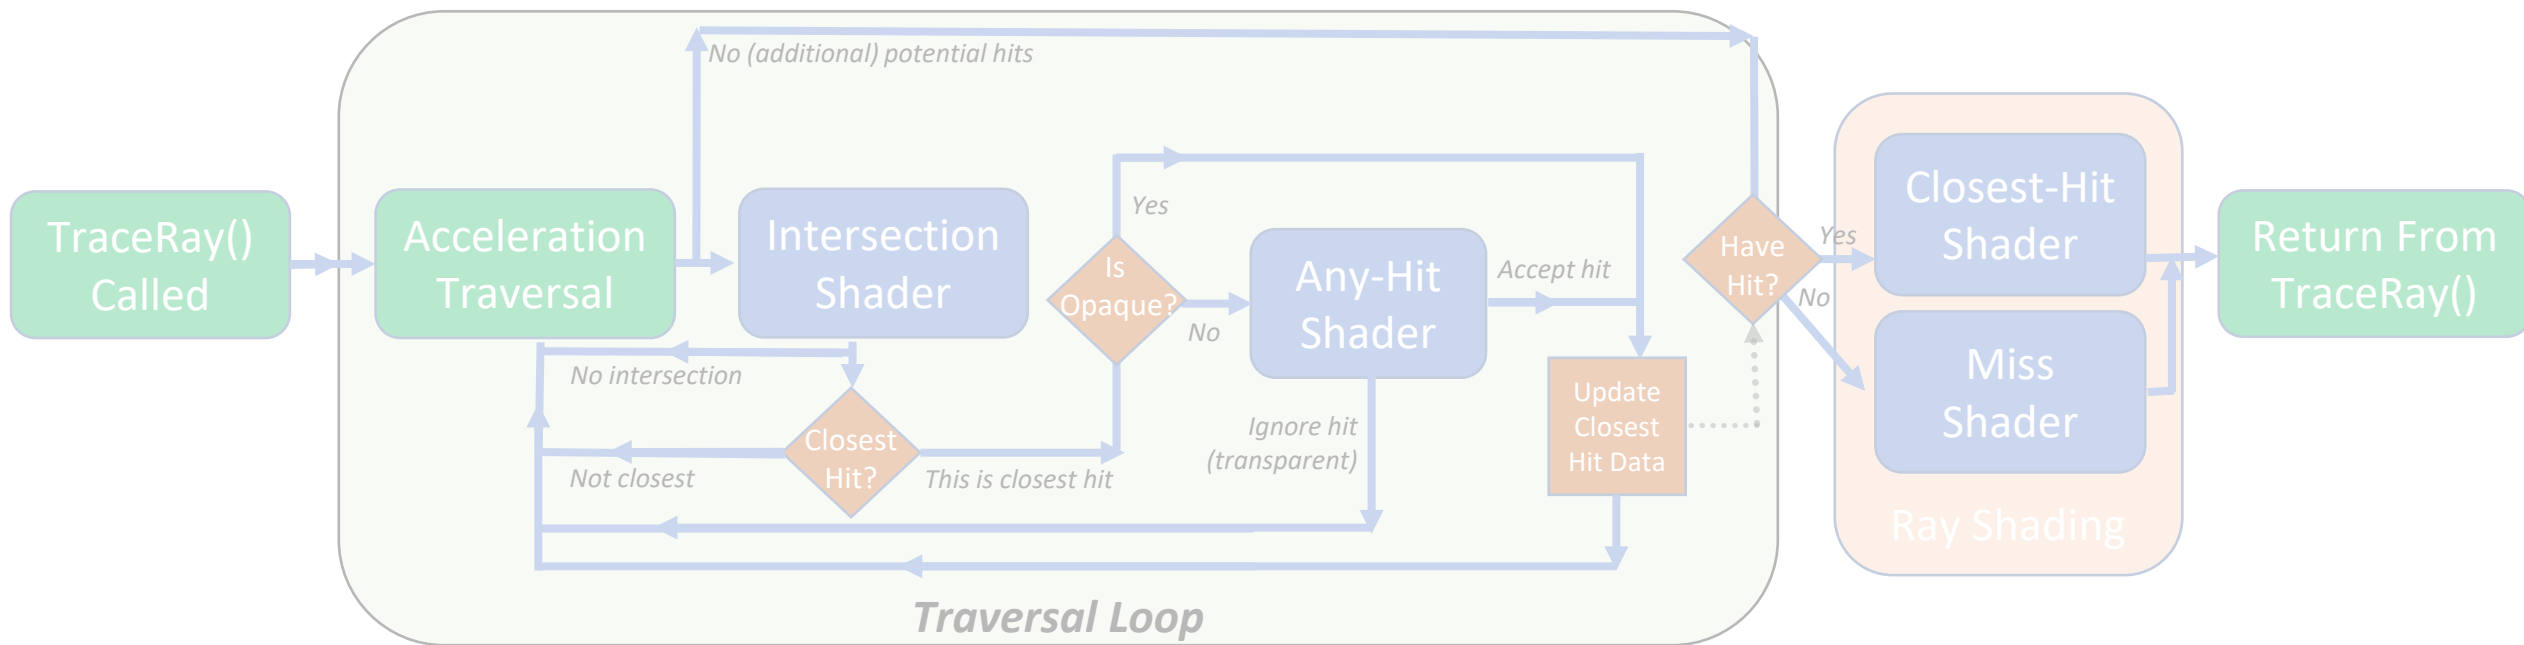 No (additional) potential hits
TraceRay()
Called
Acceleration
Traversal
Intersection
Shader
No intersection
Closest
Hit?
Not closest
This is closest hit
Yes
Is
Opaque?
No
Any-Hit
Shader
Accept hit
Ignore hit
(transparent)
Update
Closest
Hit Data
Have
Hit?
Yes
No
Closest-Hit
Shader
Miss
Shader
Ray Shading
Return From
TraceRay()
Traversal Loop